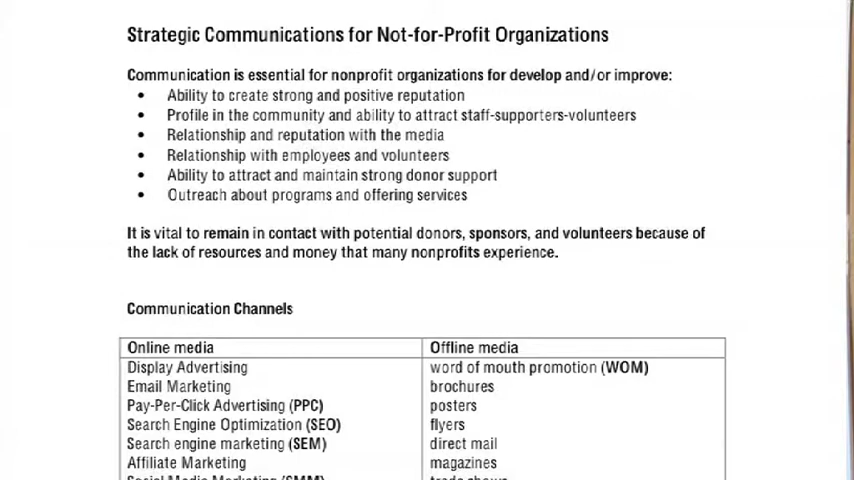 Strategic Communications for Not-for-Profit Organizations
Communication is essential for nonprofit organizations for develop and/or improve:
• Ability to create strong and positive reputation
• Profile in the community and ability to attract staff-supporters-volunteers
• Relationship and reputation with the media
• Relationship with employees and volunteers
• Ability to attract and maintain strong donor support
• Outreach about programs and offering services
It is vital to remain in contact with potential donors, sponsors, and volunteers because of
the lack of resources and money that many nonprofits experience.
Communication Channels
Online media Offline media
Display Advertising word of mouth promotion (WOM)
Email Marketing brochures
Pay-Per-Click Advertising (PPC) posters
Search Engine Optimization (SEO) flyers
Search engine marketing (SEM) direct mail
Affiliate Marketing magazines
Social Media Marketing (SMM) trade shows